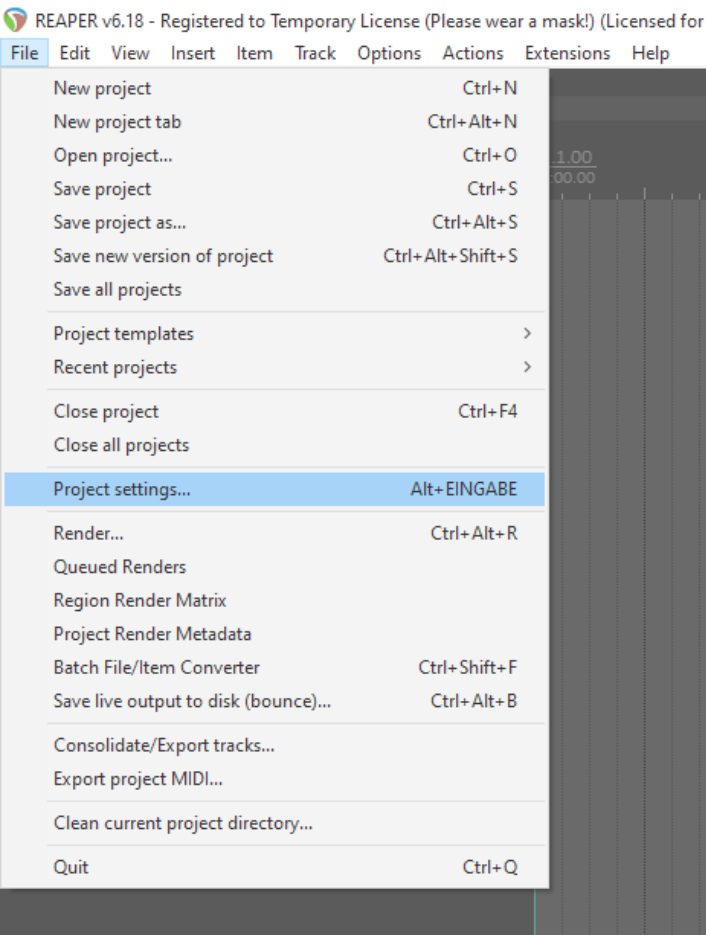 REAPER v6.18 - Registered to Temporary License (Please wear a mask!) (Licensed for
File Edit View Insert Item Track Options Actions Extensions Help
New project Ctrl+N
New project tab Ctrl+Alt+N
Open project... Ctrl+O
Save project Ctrl+S
Save project as... Ctrl+Alt+S
Save new version of project Ctrl+Alt+Shift+S
Save all projects
Project templates
Recent projects
Close project Ctrl+F4
Close all projects
Project settings... Alt+EINGABE
Render... Ctrl+Alt+R
Queued Renders
Region Render Matrix
Project Render Metadata
Batch File/Item Converter Ctrl+Shift+F
Save live output to disk (bounce)... Ctrl+Alt+B
Consolidate/Export tracks...
Export project MIDI...
Clean current project directory...
Quit Ctrl+Q
.1.00
:00.00